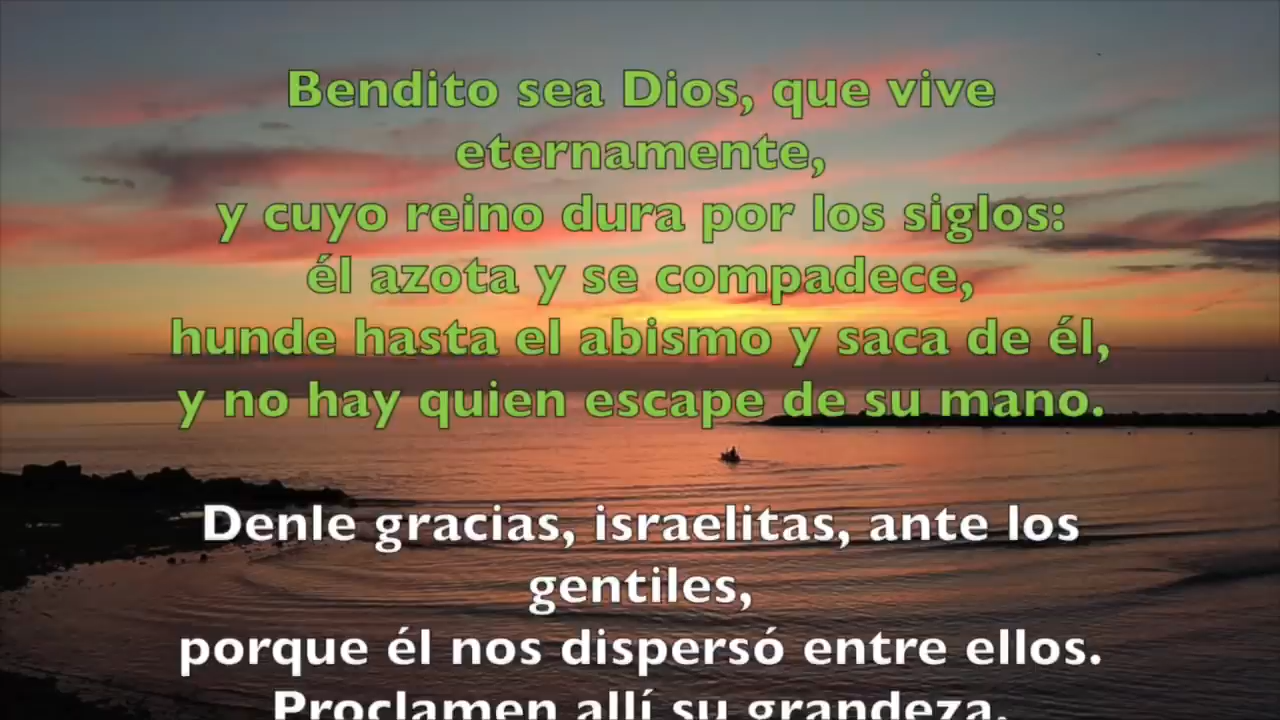 Bendito sea Dios, que vive
eternamente,
y cuyo reino dura por los siglos:
él azota y se compadece,
hunde hasta el abismo y saca de él,
y no hay quien escape de su mano.
Denle gracias, israelitas, ante los
gentiles,
porque él nos dispersó entre ellos.
Proclamen allí su grandeza,